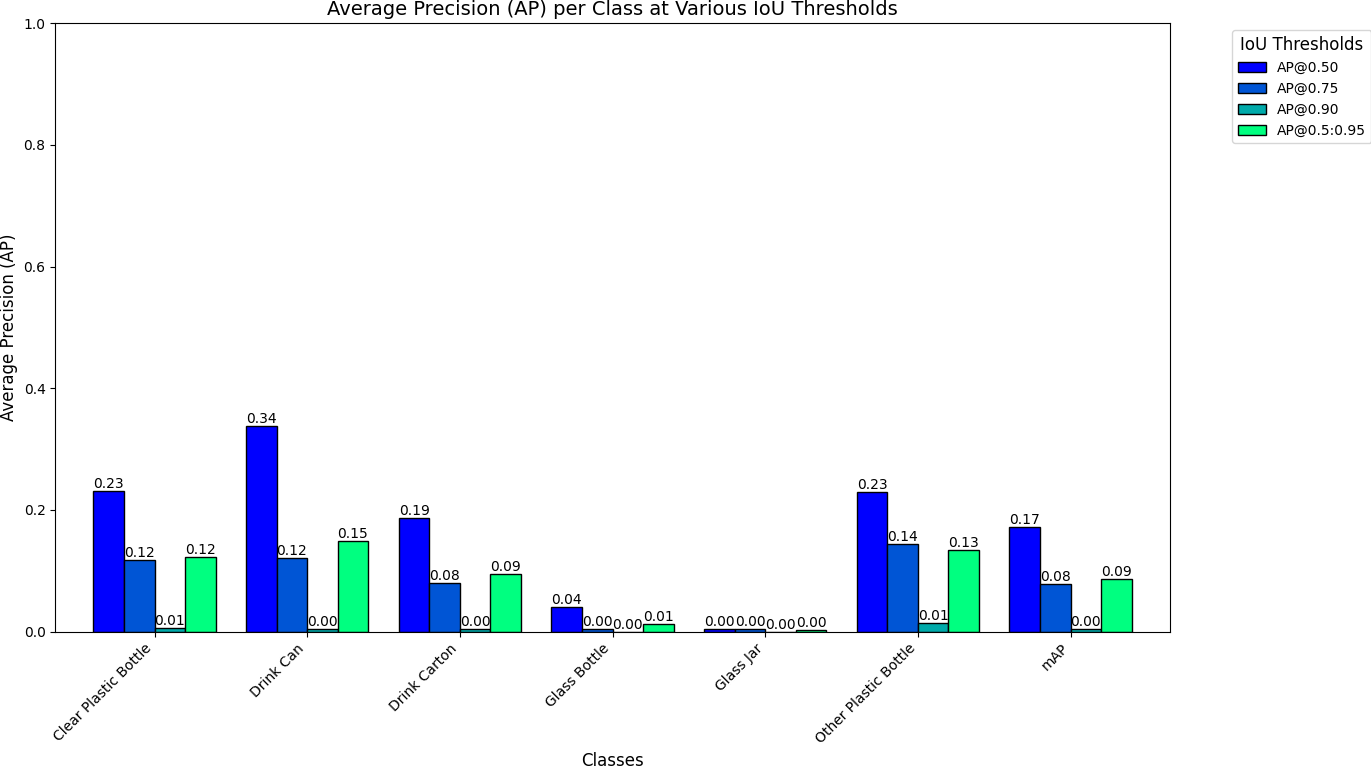 Average Precision (AP) per Class at Various IoU Thresholds
1.0
0.8
0.6
0.4
0.2
0.0
Average Precision (AP)
0.23
0.12
0.01
0.12
0.34
0.12
0.00
0.15
0.19
0.08
0.00
0.09
0.04
0.00
0.00
0.01
0.00
0.00
0.00
0.00
0.23
0.14
0.01
0.13
0.17
0.08
0.00
0.09
Clear Plastic Bottle
Drink Can
Drink Carton
Glass Bottle
Glass Jar
Other Plastic Bottle
mAP
Classes
IoU Thresholds
AP@0.50
AP@0.75
AP@0.90
AP@0.5:0.95